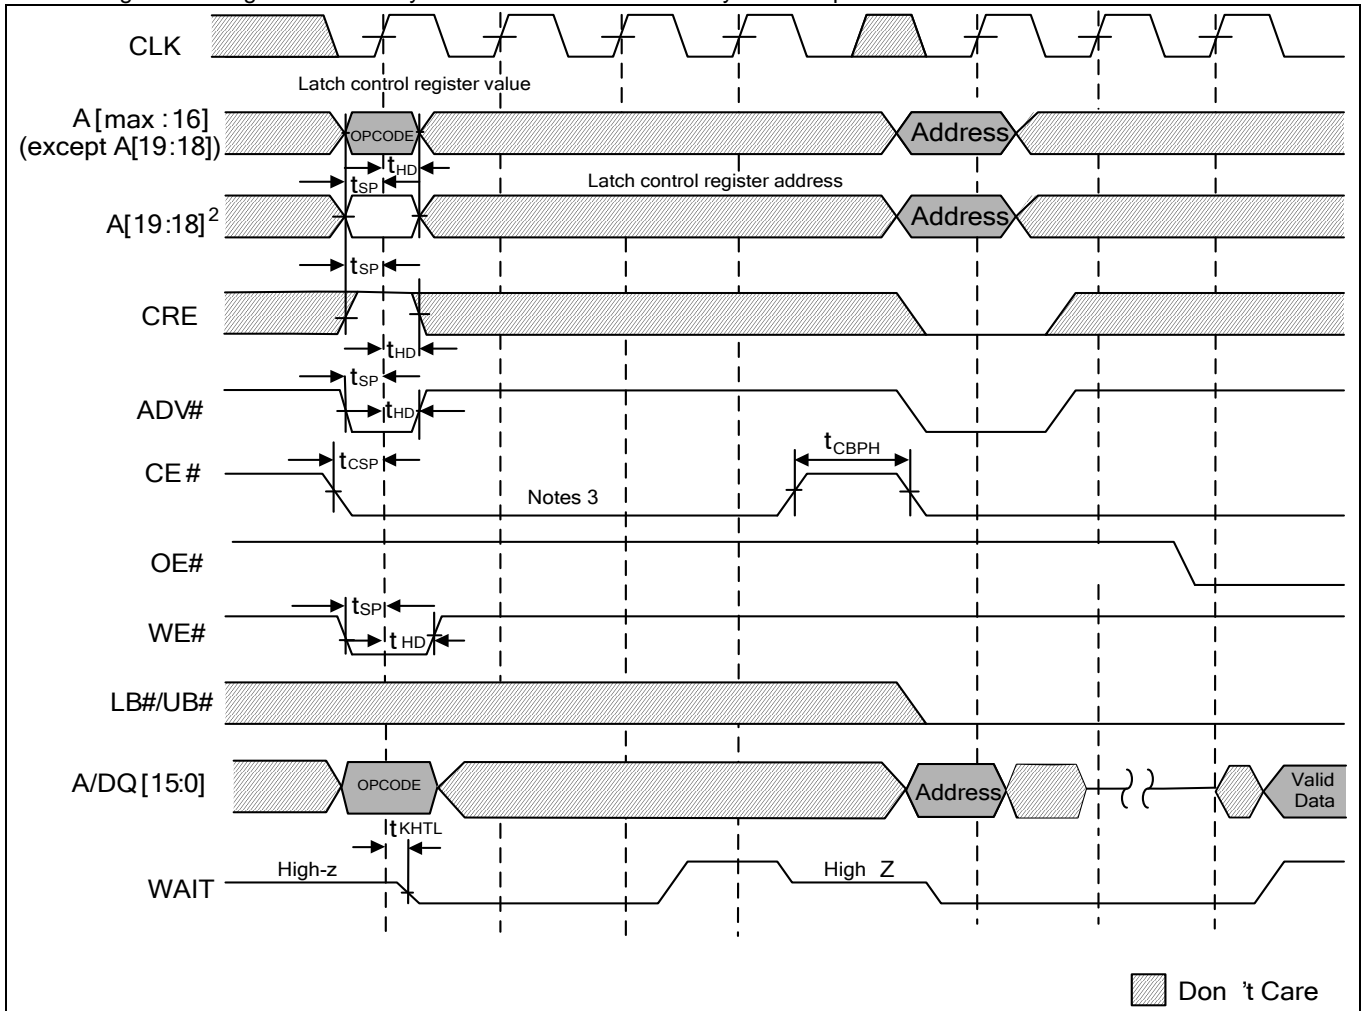 CLK
Latch control register value
A[max :16]
(except A[19:18])
OPCODE
Address
tHD
tSP
Latch control register address
A[19:18]2
Address
tSP
CRE
tHD
tSP
ADV#
tHD
tCBPH
CE#
tCSP
Notes 3
OE#
tSP
WE#
tHD
LB#/UB#
A/DQ[15:0]
OPCODE
Address
Valid
Data
tKHTL
High-z
High Z
WAIT
Don 't Care